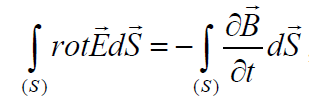 ∫_(S) rot E⃗ dS⃗ = − ∫_(S) ∂B⃗/∂t dS⃗